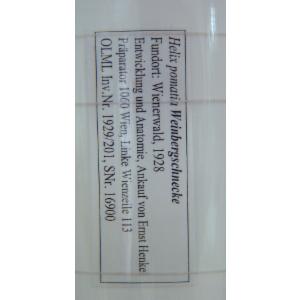 Helix pomatia Weinbergschnecke
Fundort: Wienerwald, 1928
Entwicklung und Anatomie, Ankauf von Ernst Henke
Präparator 1060 Wien, Linke Wienzeile 113
OLML Inv.Nr. 1929/201, SNr. 16900